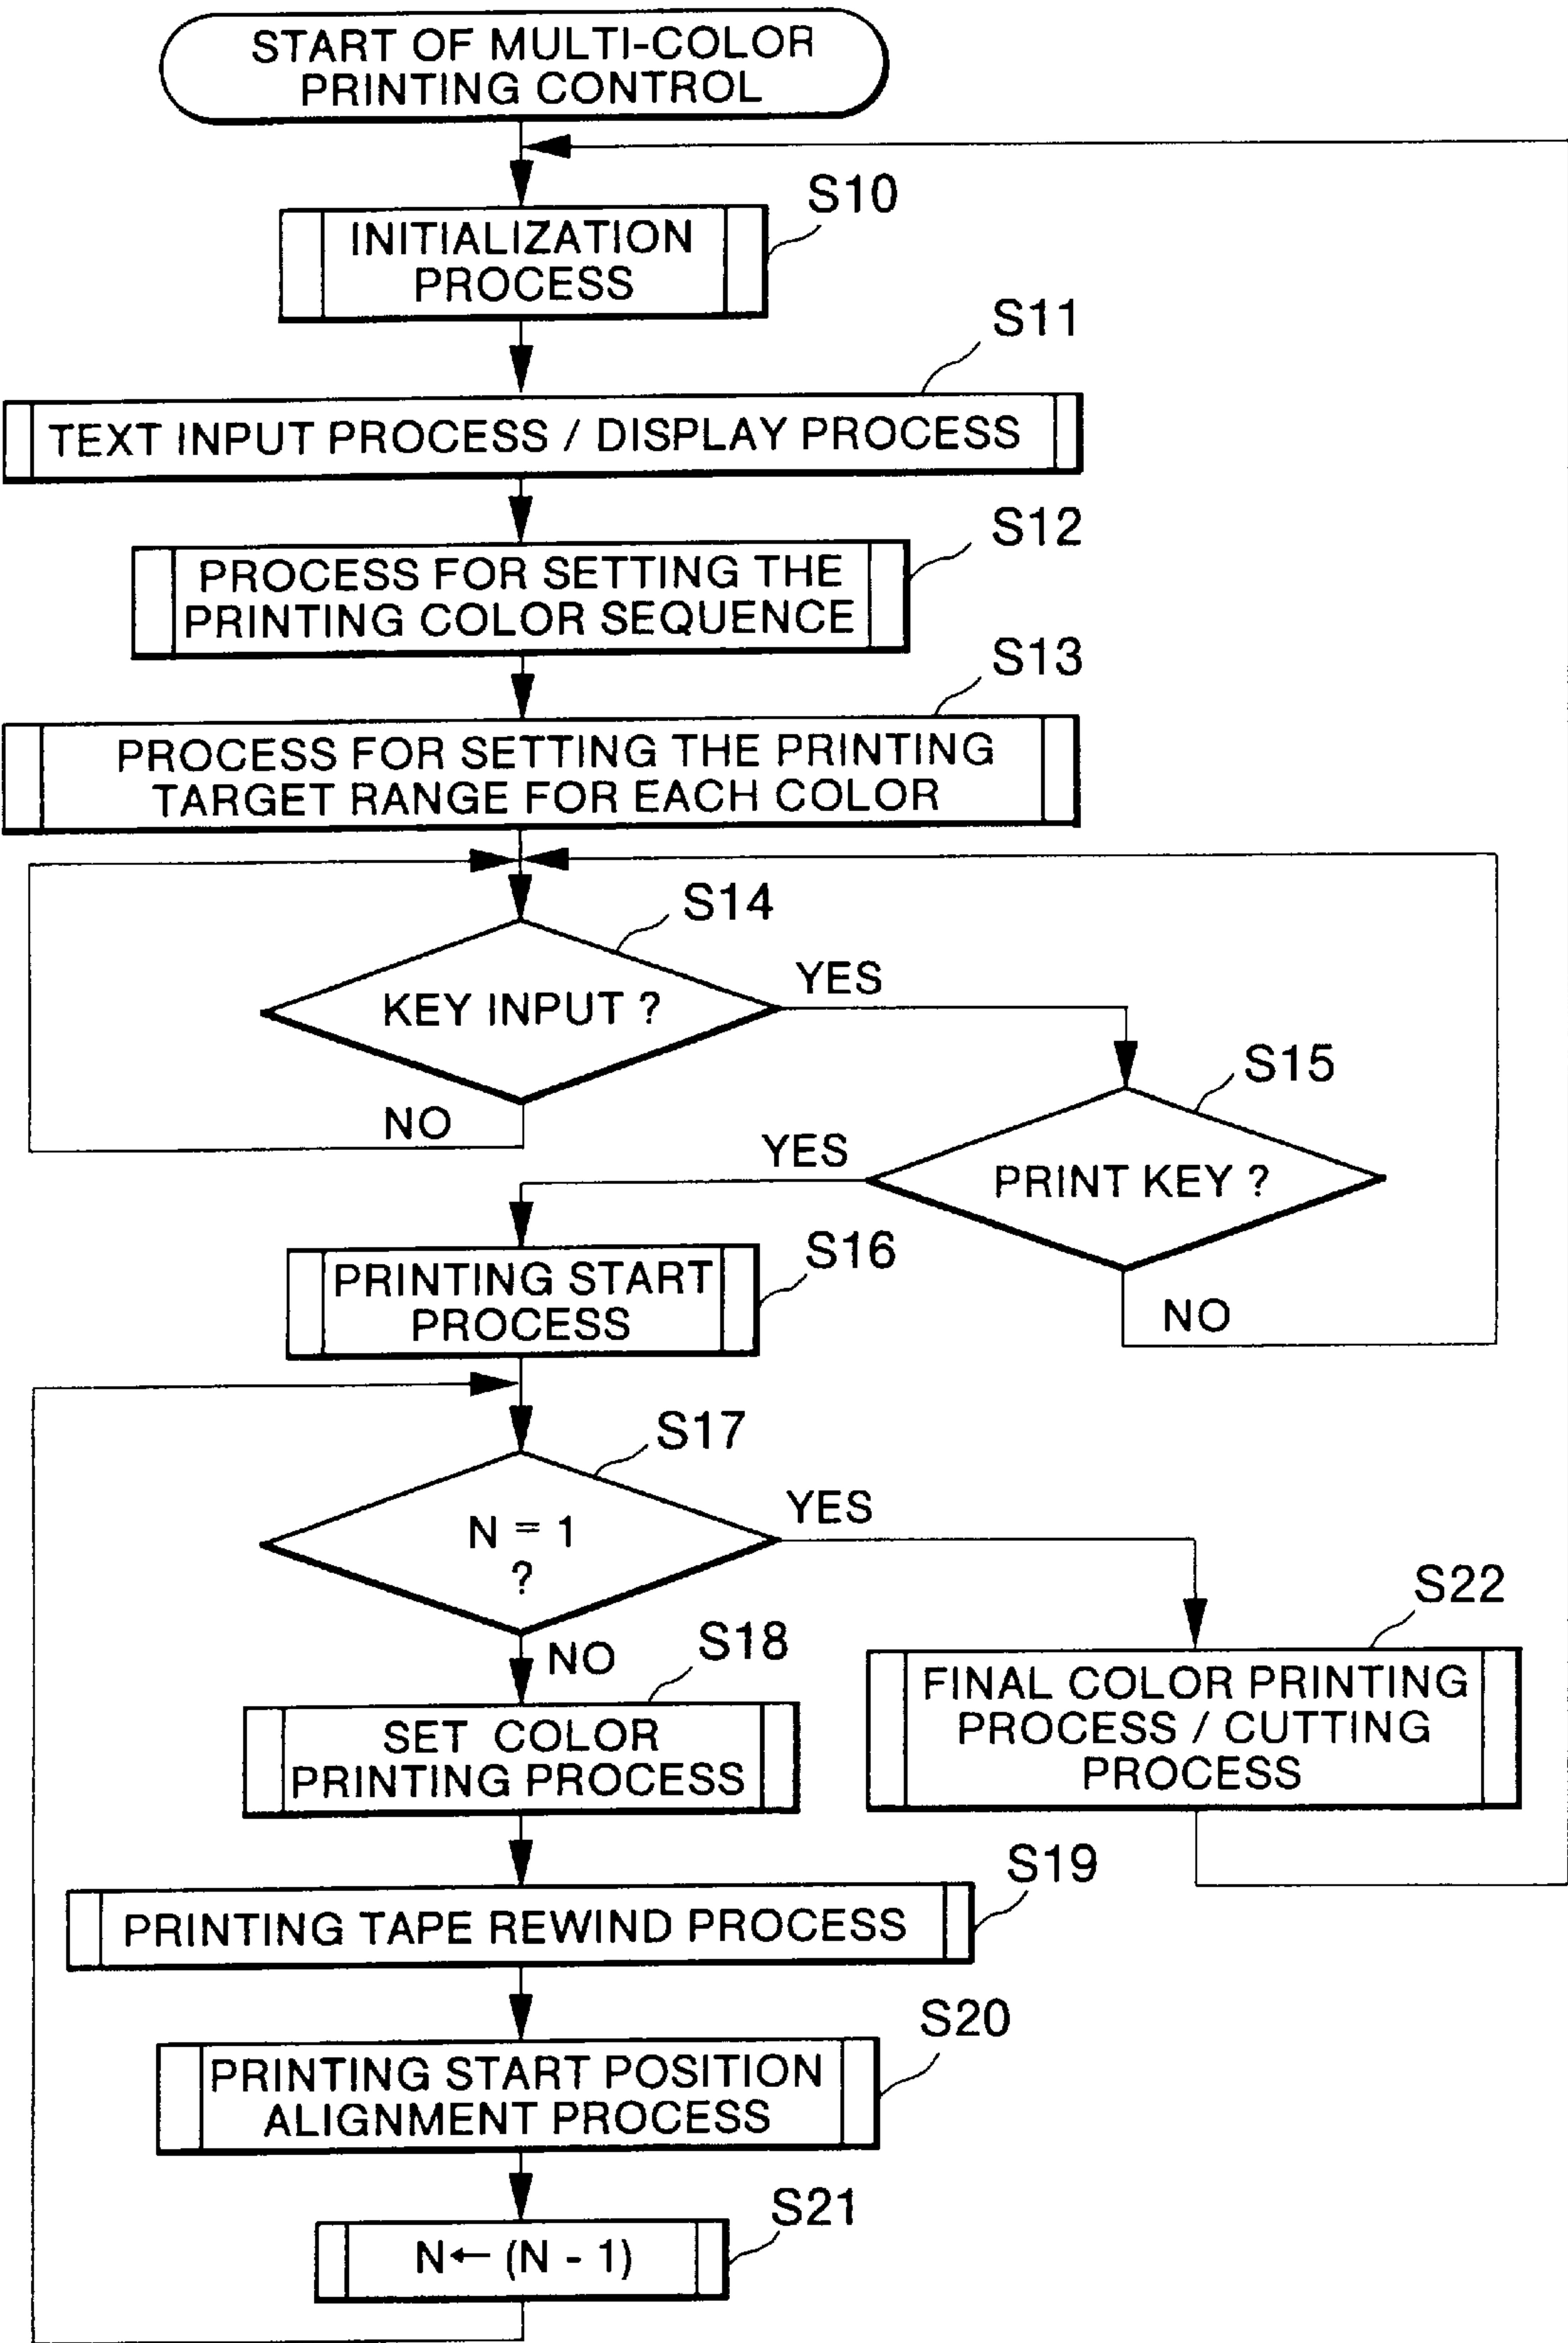 START OF MULTI-COLOR
PRINTING CONTROL
S10
INITIALIZATION
PROCESS
S11
TEXT INPUT PROCESS / DISPLAY PROCESS
S12
PROCESS FOR SETTING THE
PRINTING COLOR SEQUENCE
S13
PROCESS FOR SETTING THE PRINTING
TARGET RANGE FOR EACH COLOR
S14
KEY INPUT ?
YES
NO
S15
PRINT KEY ?
YES
NO
S16
PRINTING START
PROCESS
S17
N = 1
?
YES
NO
S18
SET COLOR
PRINTING PROCESS
S22
FINAL COLOR PRINTING
PROCESS / CUTTING
PROCESS
S19
PRINTING TAPE REWIND PROCESS
S20
PRINTING START POSITION
ALIGNMENT PROCESS
S21
N ← (N - 1)